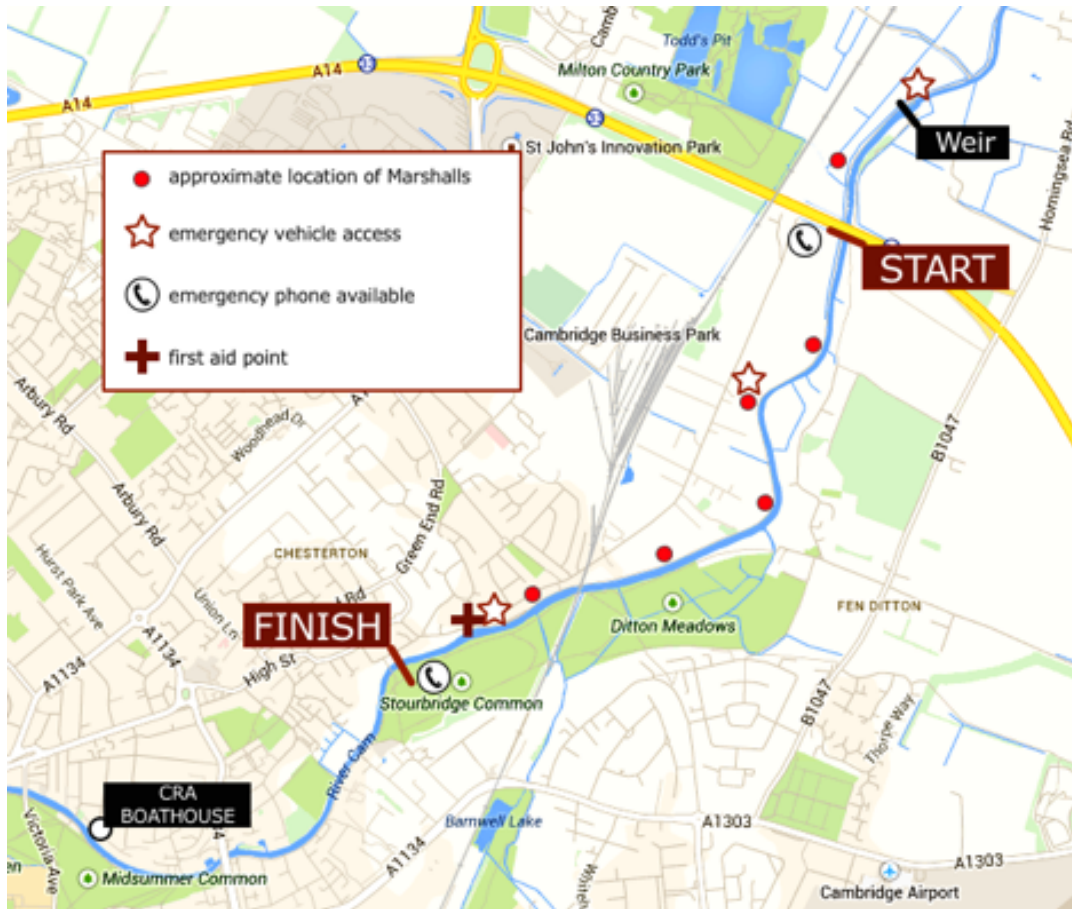 Todd's Pit
Milton Country Park
A14
A14
St John's Innovation Park
Weir
Horningsea Rd
approximate location of Marshalls
emergency vehicle access
emergency phone available
first aid point
START
Cambridge Business Park
Arbury Rd
Woodhead Dr
B1047
Arbury Rd
Green End Rd
CHESTERTON
Hurst Park Ave
Union Ln
Rd
FINISH
FEN DITTON
Ditton Meadows
A1134
High St
A1134
Stourbridge Common
B1047
Thorpe Way
River Cam
CRA
BOATHOUSE
Victoria Ave
Barnwell Lake
A1303
A1134
A1303
Midsummer Common
Cambridge Airport